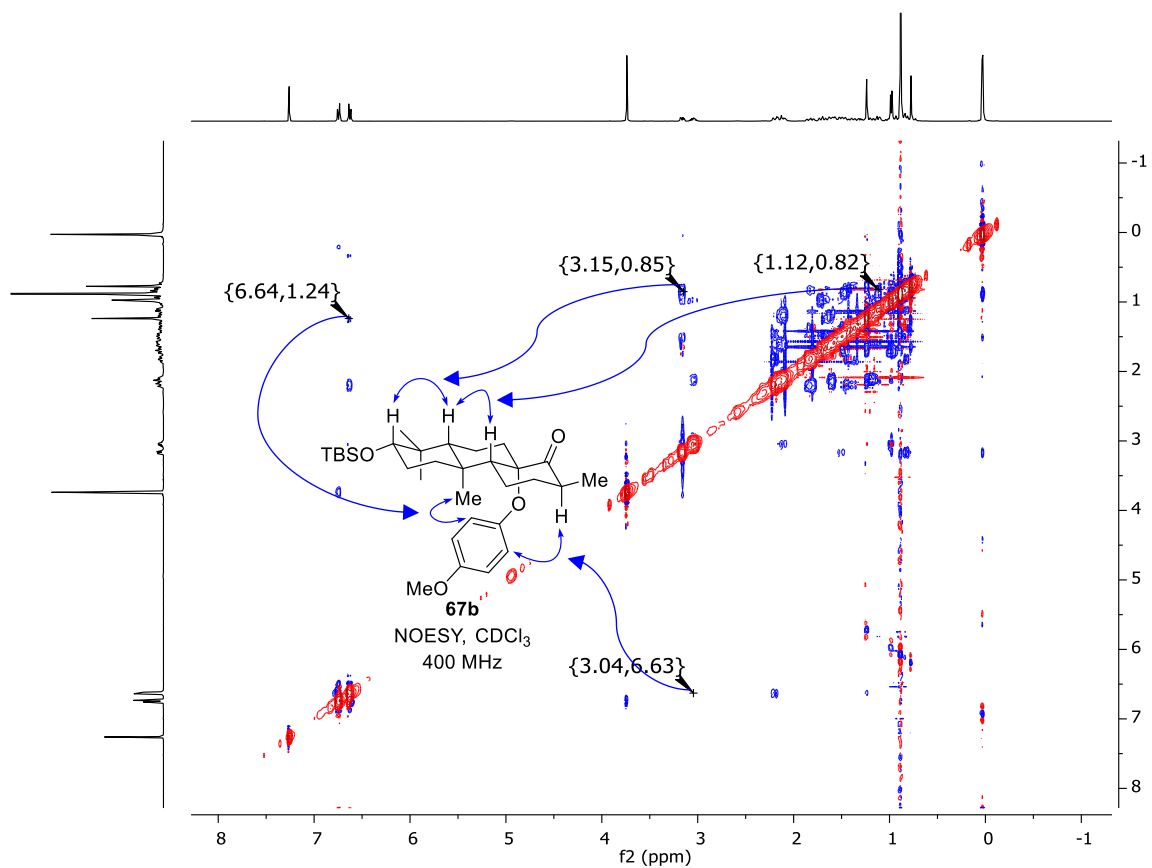 -1
0
{6.64,1.24}
{3.15,0.85}
{1.12,0.82}
1
2
H
H
H
O
TBSO
3
Me
Me
4
O
H
MeO
5
67b
NOESY, CDCl₃
400 MHz
6
{3.04,6.63}
7
8
8 7 6 5 4 3 2 1 0 -1
f2 (ppm)